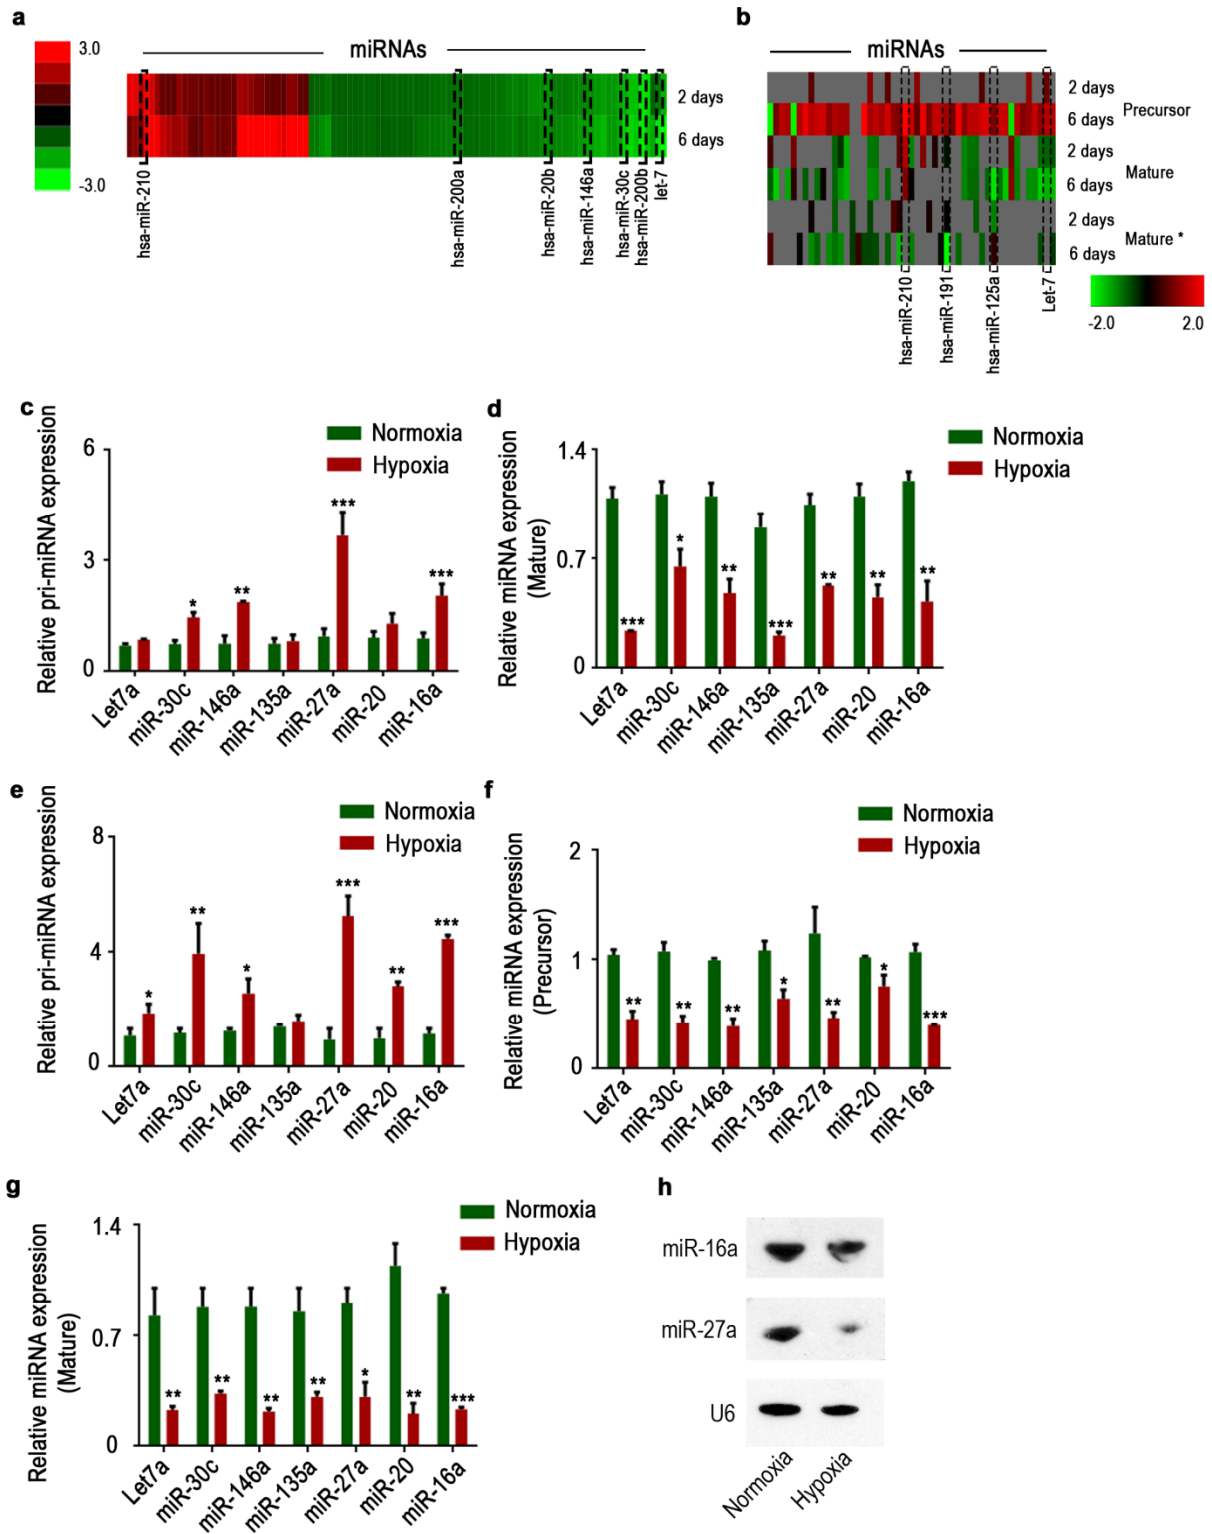 a
3.0
-3.0
miRNAs
2 days
6 days
hsa-miR-210
hsa-miR-200a
hsa-miR-20b
hsa-miR-146a
hsa-miR-30c
hsa-miR-200b
let-7
b
miRNAs
2 days
6 days
Precursor
2 days
6 days
Mature
2 days
6 days
Mature *
hsa-miR-210
hsa-miR-191
hsa-miR-125a
Let-7
-2.0
2.0
c
Relative pri-miRNA expression
6
3
0
Normoxia
Hypoxia
*
**
***
***
Let7a
miR-30c
miR-146a
miR-135a
miR-27a
miR-20
miR-16a
d
Relative miRNA expression
(Mature)
1.4
0.7
0
Normoxia
Hypoxia
***
*
**
***
**
**
**
Let7a
miR-30c
miR-146a
miR-135a
miR-27a
miR-20
miR-16a
e
Relative pri-miRNA expression
8
4
0
Normoxia
Hypoxia
*
**
*
***
**
***
Let7a
miR-30c
miR-146a
miR-135a
miR-27a
miR-20
miR-16a
f
Relative miRNA expression
(Precursor)
2
1
0
Normoxia
Hypoxia
**
**
**
*
**
*
***
Let7a
miR-30c
miR-146a
miR-135a
miR-27a
miR-20
miR-16a
g
Relative miRNA expression
(Mature)
1.4
0.7
0
Normoxia
Hypoxia
**
**
**
**
*
**
***
Let7a
miR-30c
miR-146a
miR-135a
miR-27a
miR-20
miR-16a
h
miR-16a
miR-27a
U6
Normoxia
Hypoxia